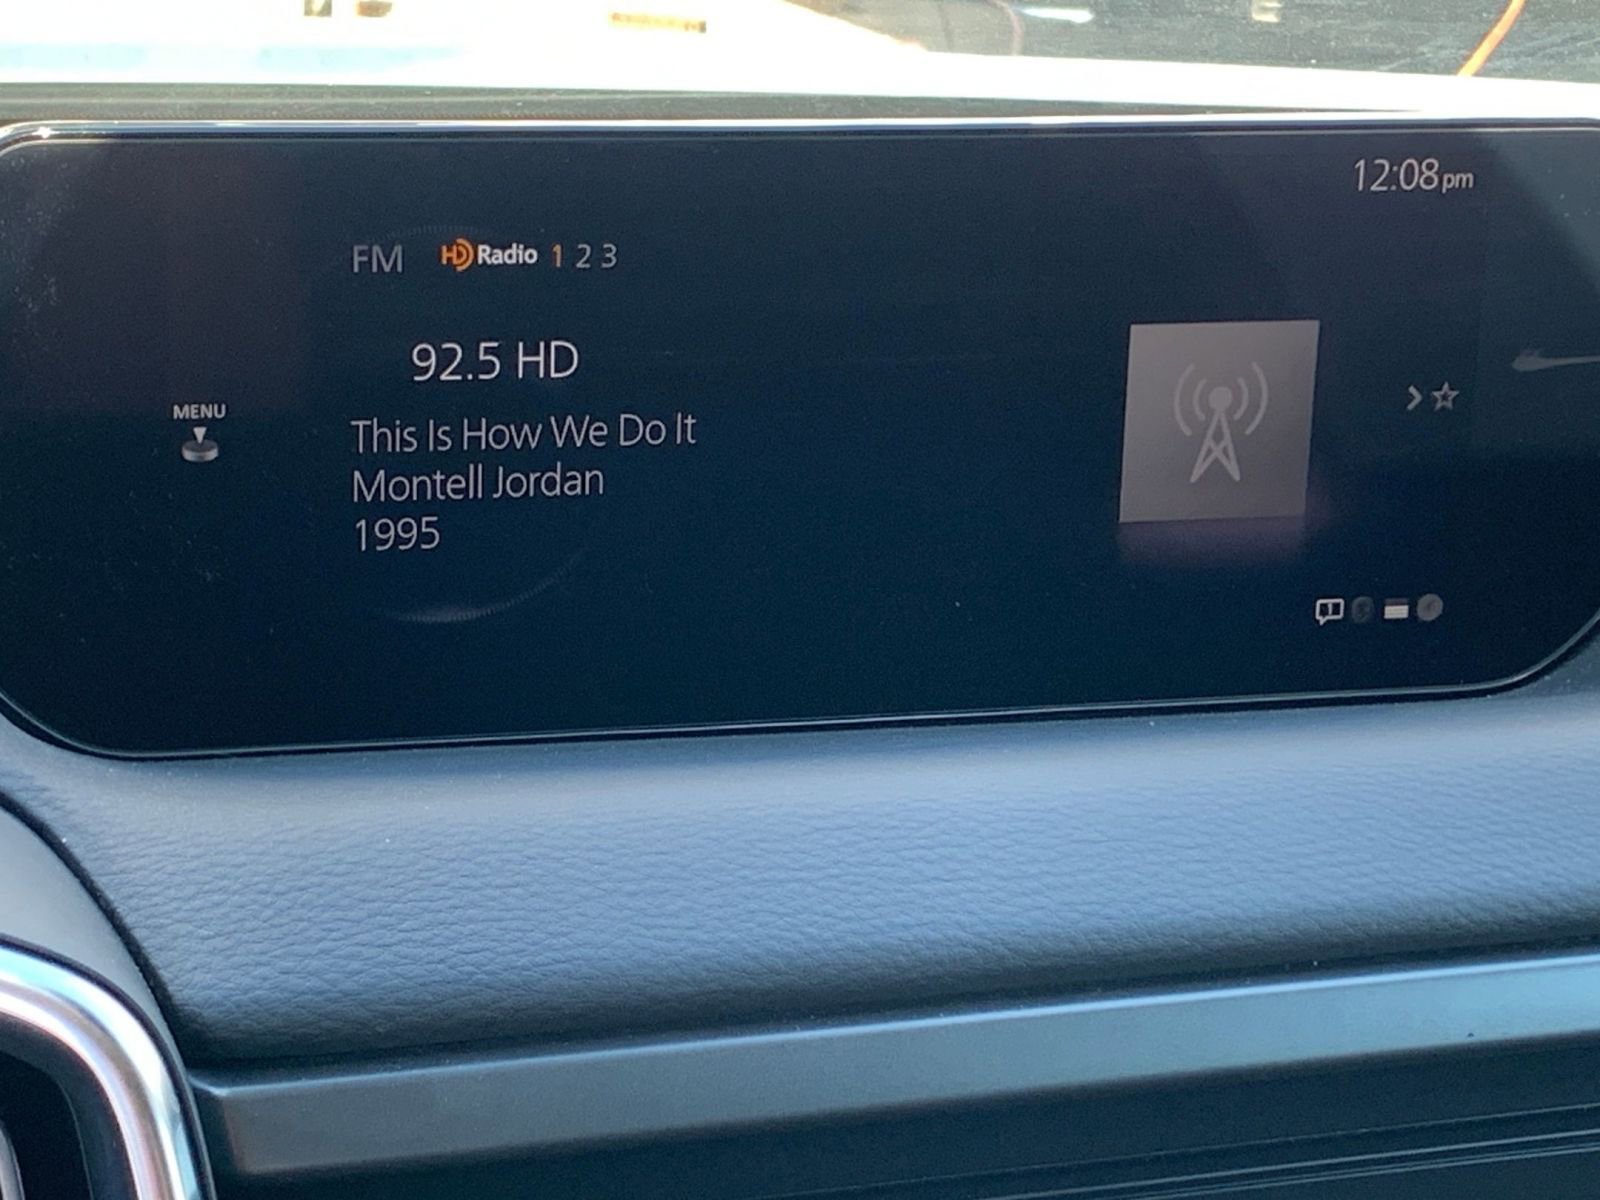 12:08pm
FM HD Radio 1 2 3
92.5 HD
MENU
This Is How We Do It
Montell Jordan
1995